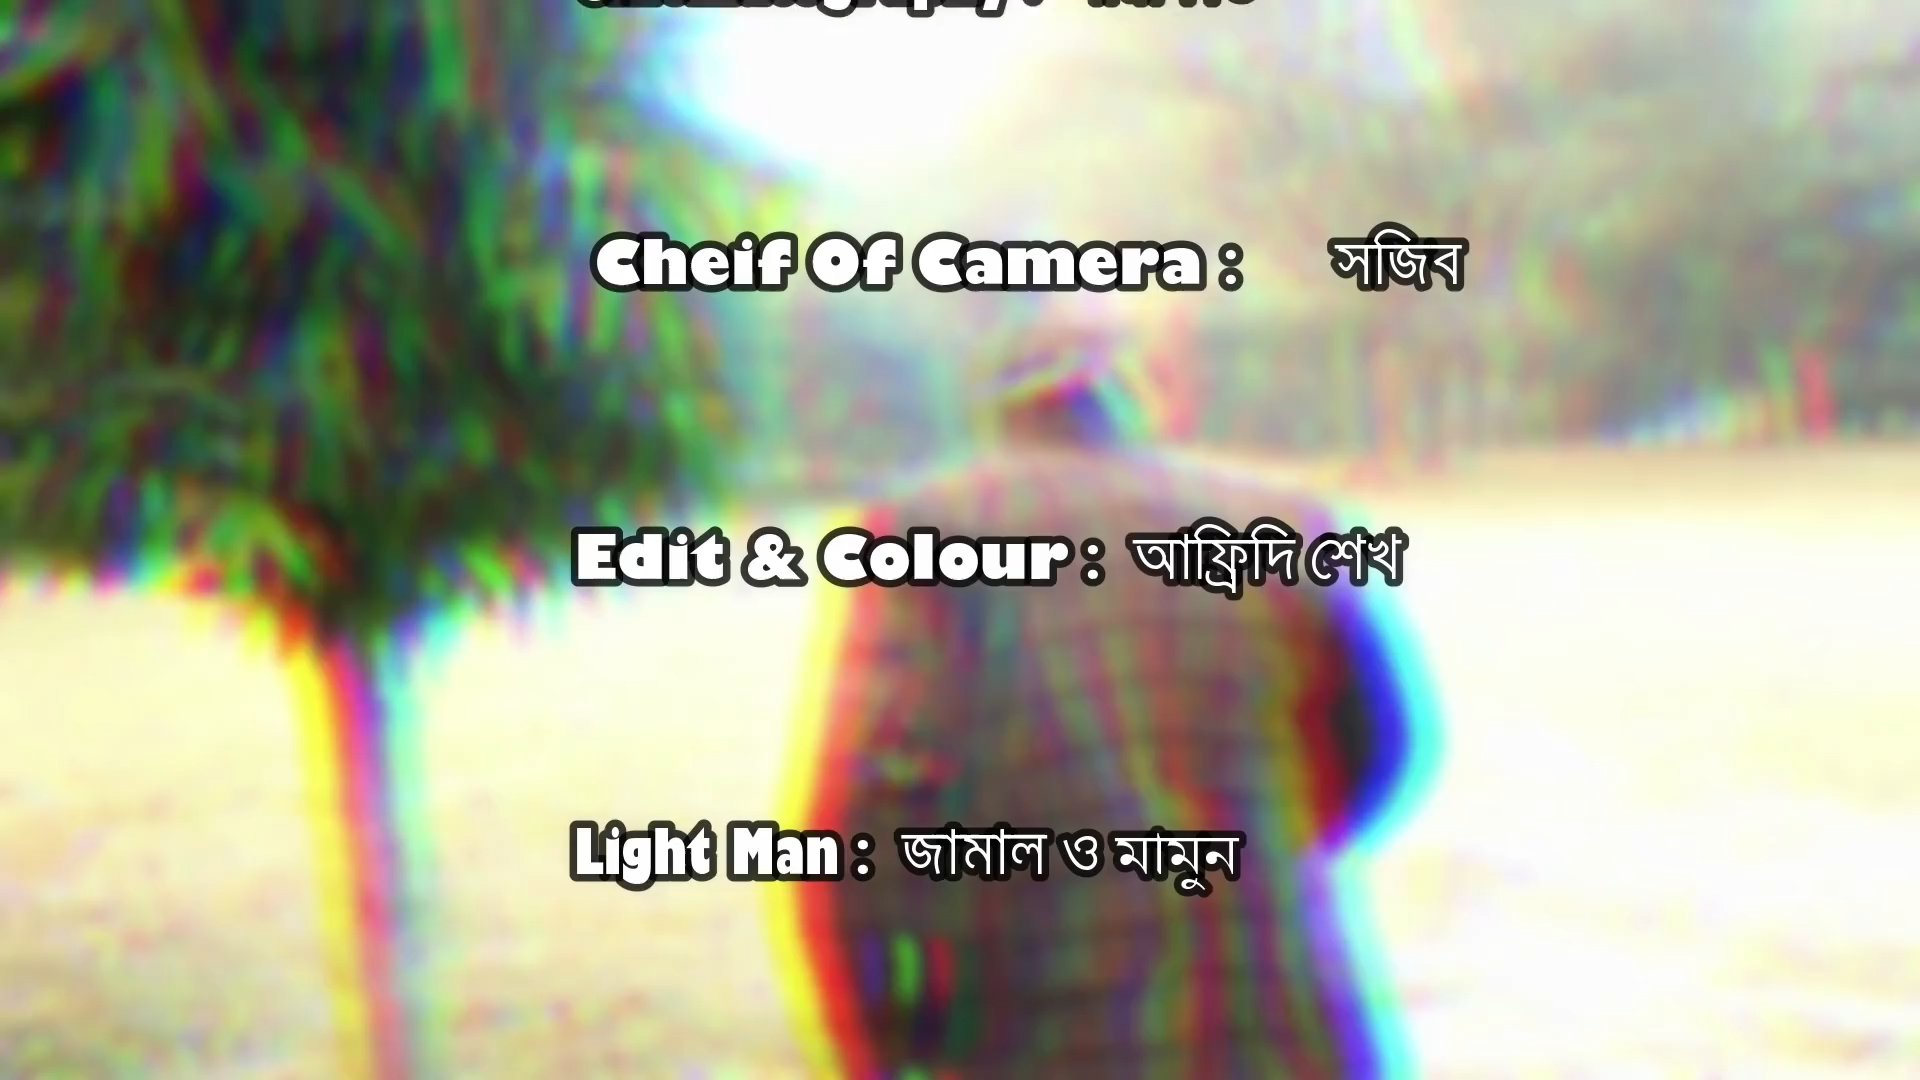 Cheif Of Camera : সজিব
Edit & Colour : আফ্রিদি শেখ
Light Man : জামাল ও মামুন